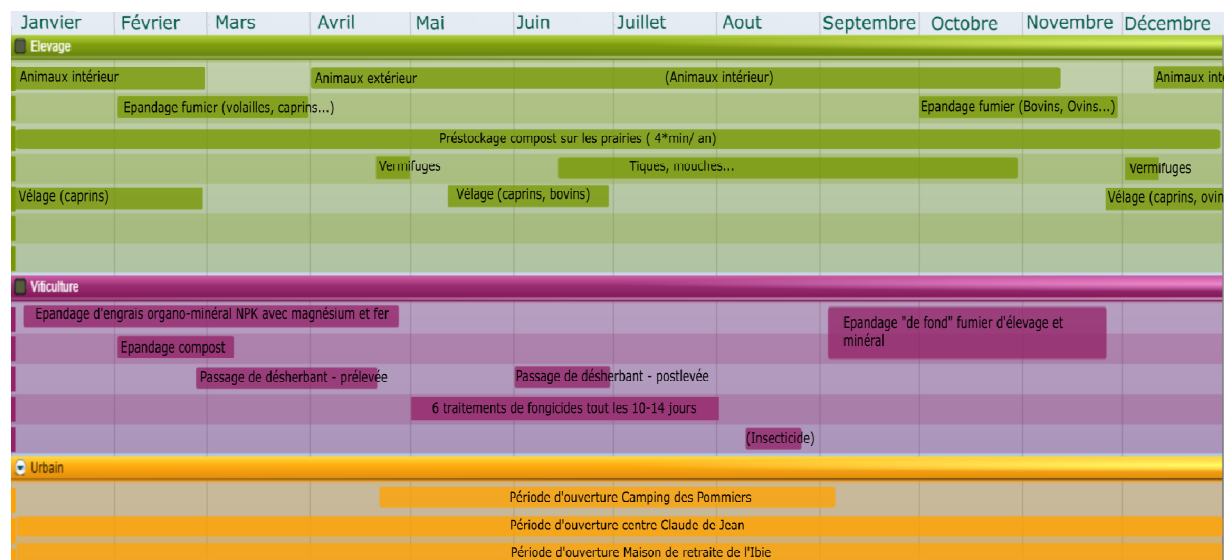 Janvier Février Mars Avril Mai Juin Juillet Aout Septembre Octobre Novembre Décembre
Elevage
Animaux intérieur Animaux extérieur (Animaux intérieur) Animaux inté
Epandage fumier (volailles, caprins...) Epandage fumier (Bovins, Ovins...)
Préstockage compost sur les prairies ( 4*min/ an)
Vermifuges Tiques, mouches... Vermifuges
Vélage (caprins) Vélage (caprins, bovins) Vélage (caprins, ovin
Viticulture
Epandage d'engrais organo-minéral NPK avec magnésium et fer Epandage "de fond" fumier d'élevage et
minéral
Epandage compost
Passage de désherbant - prélevée Passage de désherbant - postlevée
6 traitements de fongicides tout les 10-14 jours
(Insecticide)
Urbain
Période d'ouverture Camping des Pommiers
Période d'ouverture centre Claude de Jean
Période d'ouverture Maison de retraite de l'Ibie